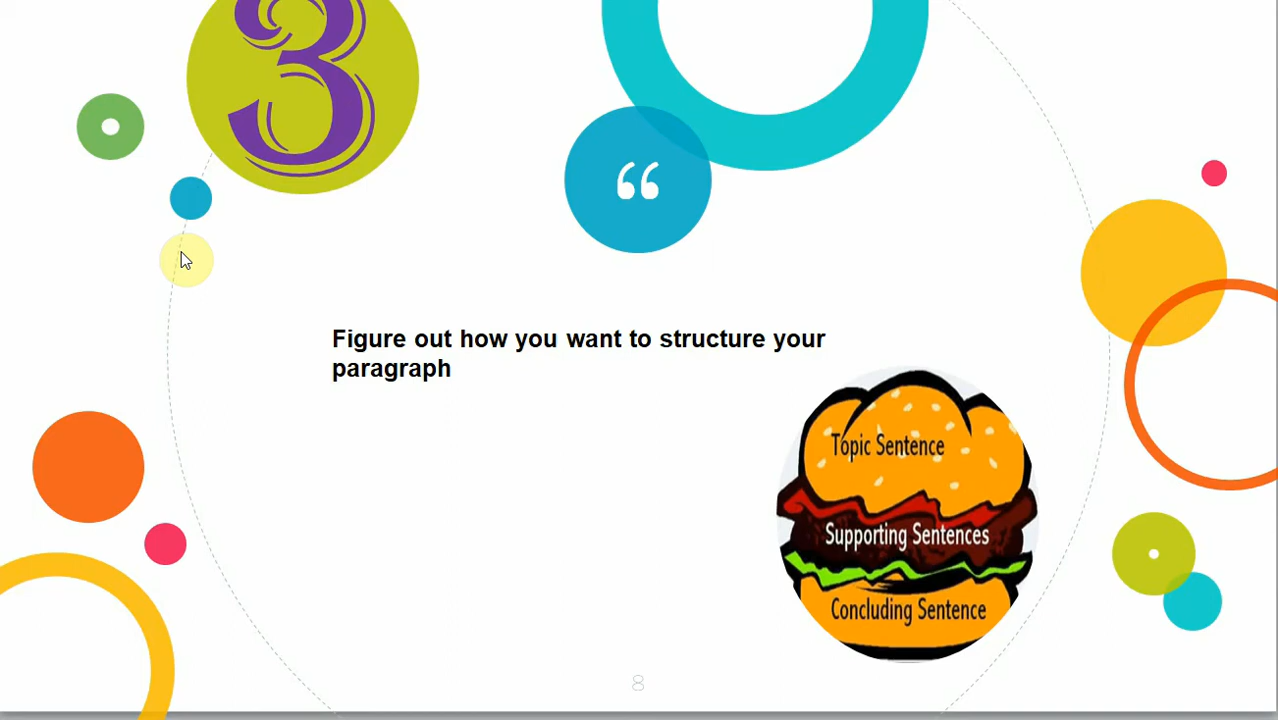 3
“
Figure out how you want to structure your
paragraph
Topic Sentence
Supporting Sentences
Concluding Sentence
8